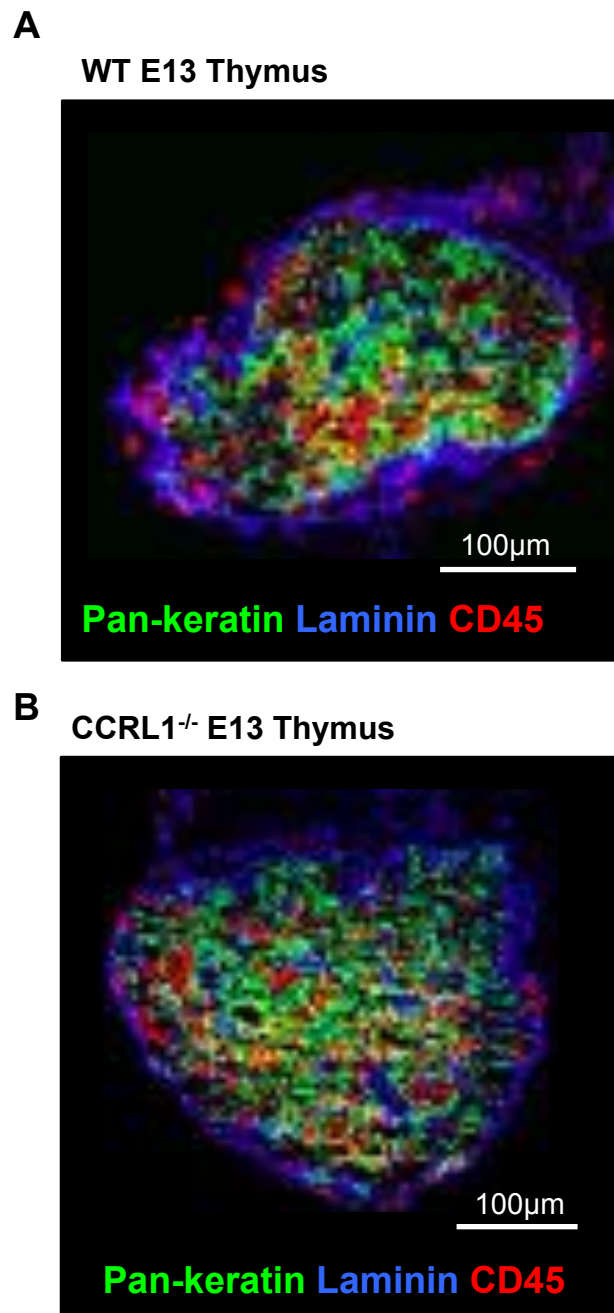 A
WT E13 Thymus
100μm
Pan-keratin Laminin CD45
B
CCRL1-/- E13 Thymus
100μm
Pan-keratin Laminin CD45